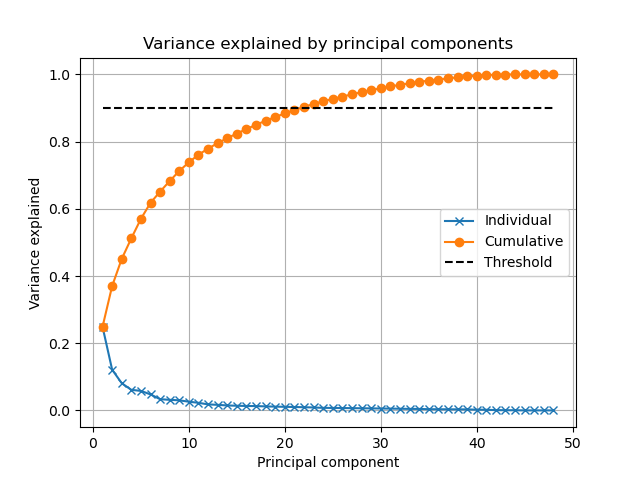 Variance explained by principal components
Variance explained
1.0
0.8
0.6
0.4
0.2
0.0
Individual
Cumulative
Threshold
0
10
20
30
40
50
Principal component